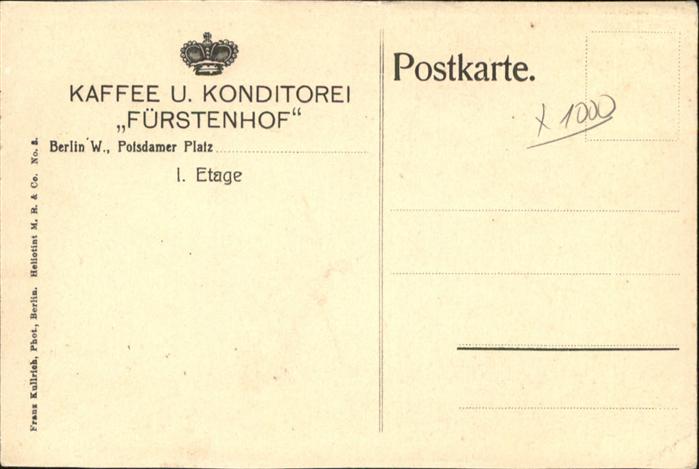 KAFFEE U. KONDITOREI
„FÜRSTENHOF“
Berlin W., Potsdamer Platz
I. Etage
Postkarte.
X 1000
Franz Kullrich, Phot., Berlin. Heliotint M. R. & Co. No. 2.